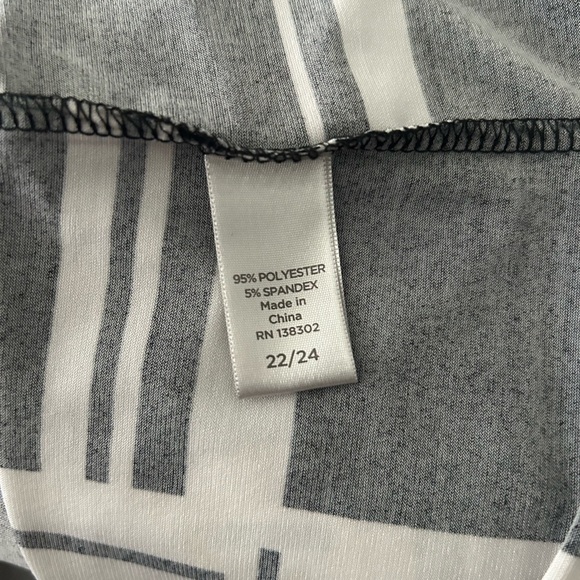 95% POLYESTER
5% SPANDEX
Made in
China
RN 138302
22/24